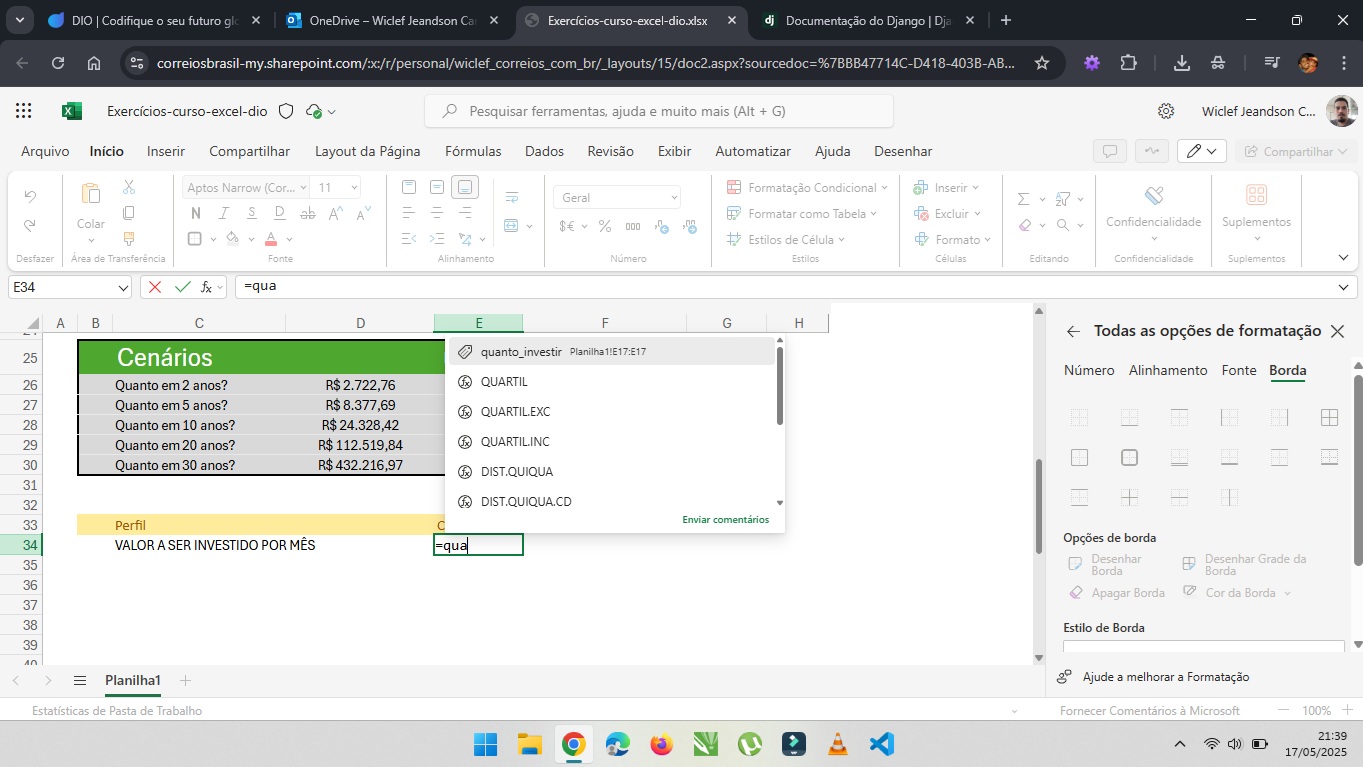 DIO | Codifique o seu futuro glo
OneDrive – Wiclef Jeandson Car
Exercícios-curso-excel-dio.xlsx
Documentação do Django | Dja
correiosbrasil-my.sharepoint.com/:x:/r/personal/wiclef_correios_com_br/_layouts/15/doc2.aspx?sourcedoc=%7BBB47714C-D418-403B-AB...
Exercícios-curso-excel-dio
Pesquisar ferramentas, ajuda e muito mais (Alt + G)
Wiclef Jeandson C...
Arquivo Início Inserir Compartilhar Layout da Página Fórmulas Dados Revisão Exibir Automatizar Ajuda Desenhar
Compartilhar
Colar
Aptos Narrow (Cor... 11
Geral
Formatação Condicional
Formatar como Tabela
Estilos de Célula
Inserir
Excluir
Formato
Confidencialidade
Suplementos
Desfazer Área de Transferência Fonte Alinhamento Número Estilos Células Editando Confidencialidade Suplementos
E34 =qua
A B C D E F G H
25 Cenários
26 Quanto em 2 anos? R$ 2.722,76
27 Quanto em 5 anos? R$ 8.377,69
28 Quanto em 10 anos? R$ 24.328,42
29 Quanto em 20 anos? R$ 112.519,84
30 Quanto em 30 anos? R$ 432.216,97
31
32
33 Perfil C
34 VALOR A SER INVESTIDO POR MÊS =qua
35
36
37
38
39
40
quanto_investir Planilha1!E17:E17
QUARTIL
QUARTIL.EXC
QUARTIL.INC
DIST.QUIQUA
DIST.QUIQUA.CD
Enviar comentários
Todas as opções de formatação
Número Alinhamento Fonte Borda
Opções de borda
Desenhar Borda
Desenhar Grade da Borda
Apagar Borda
Cor da Borda
Estilo de Borda
Ajude a melhorar a Formatação
Planilha1
Estatísticas de Pasta de Trabalho
Fornecer Comentários à Microsoft
100%
21:39
17/05/2025